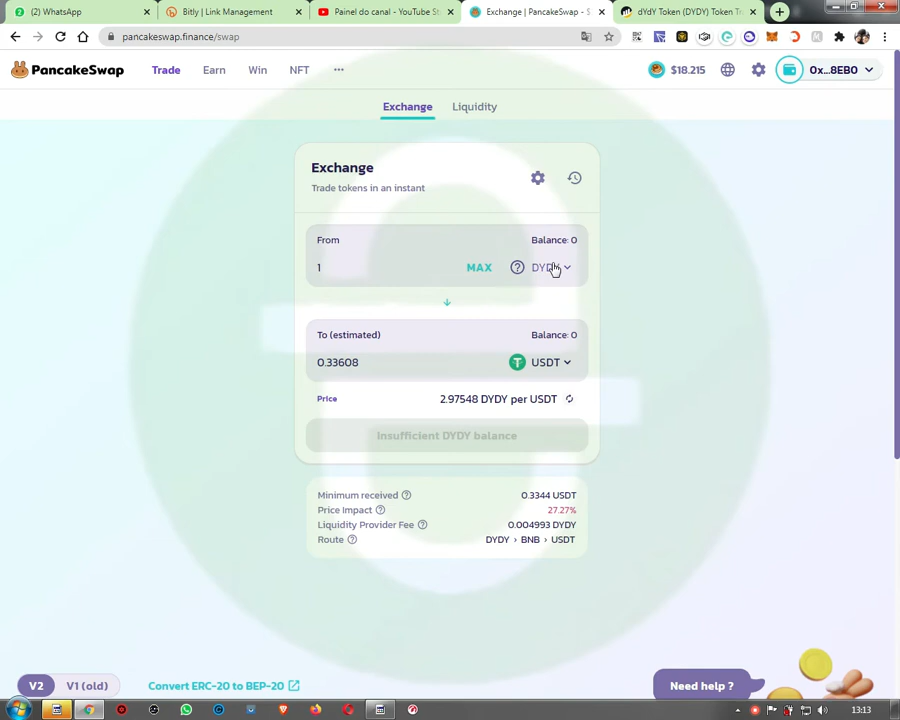 (2) WhatsApp
Bitly | Link Management
Painel do canal - YouTube St
Exchange | PancakeSwap - $
dYdY Token (DYDY) Token T
pancakeswap.finance/swap
PancakeSwap
Trade
Earn
Win
NFT
$18.215
0x...8EB0
Exchange
Liquidity
Exchange
Trade tokens in an instant
From
Balance: 0
1
MAX
DYDY
To (estimated)
Balance: 0
0.33608
USDT
Price
2.97548 DYDY per USDT
Insufficient DYDY balance
Minimum received
0.3344 USDT
Price Impact
27.27%
Liquidity Provider Fee
0.004993 DYDY
Route
DYDY > BNB > USDT
V2
V1 (old)
Convert ERC-20 to BEP-20
Need help ?
13:13